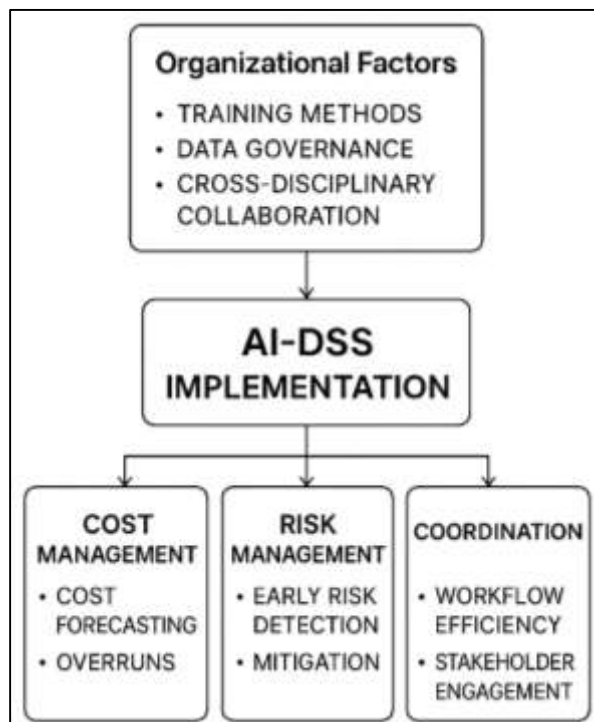 Organizational Factors
• TRAINING METHODS
• DATA GOVERNANCE
• CROSS-DISCIPLINARY
COLLABORATION
AI-DSS
IMPLEMENTATION
COST
MANAGEMENT
• COST
FORECASTING
• OVERRUNS
RISK
MANAGEMENT
• EARLY RISK
DETECTION
• MITIGATION
COORDINATION
• WORKFLOW
EFFICIENCY
• STAKEHOLDER
ENGAGEMENT